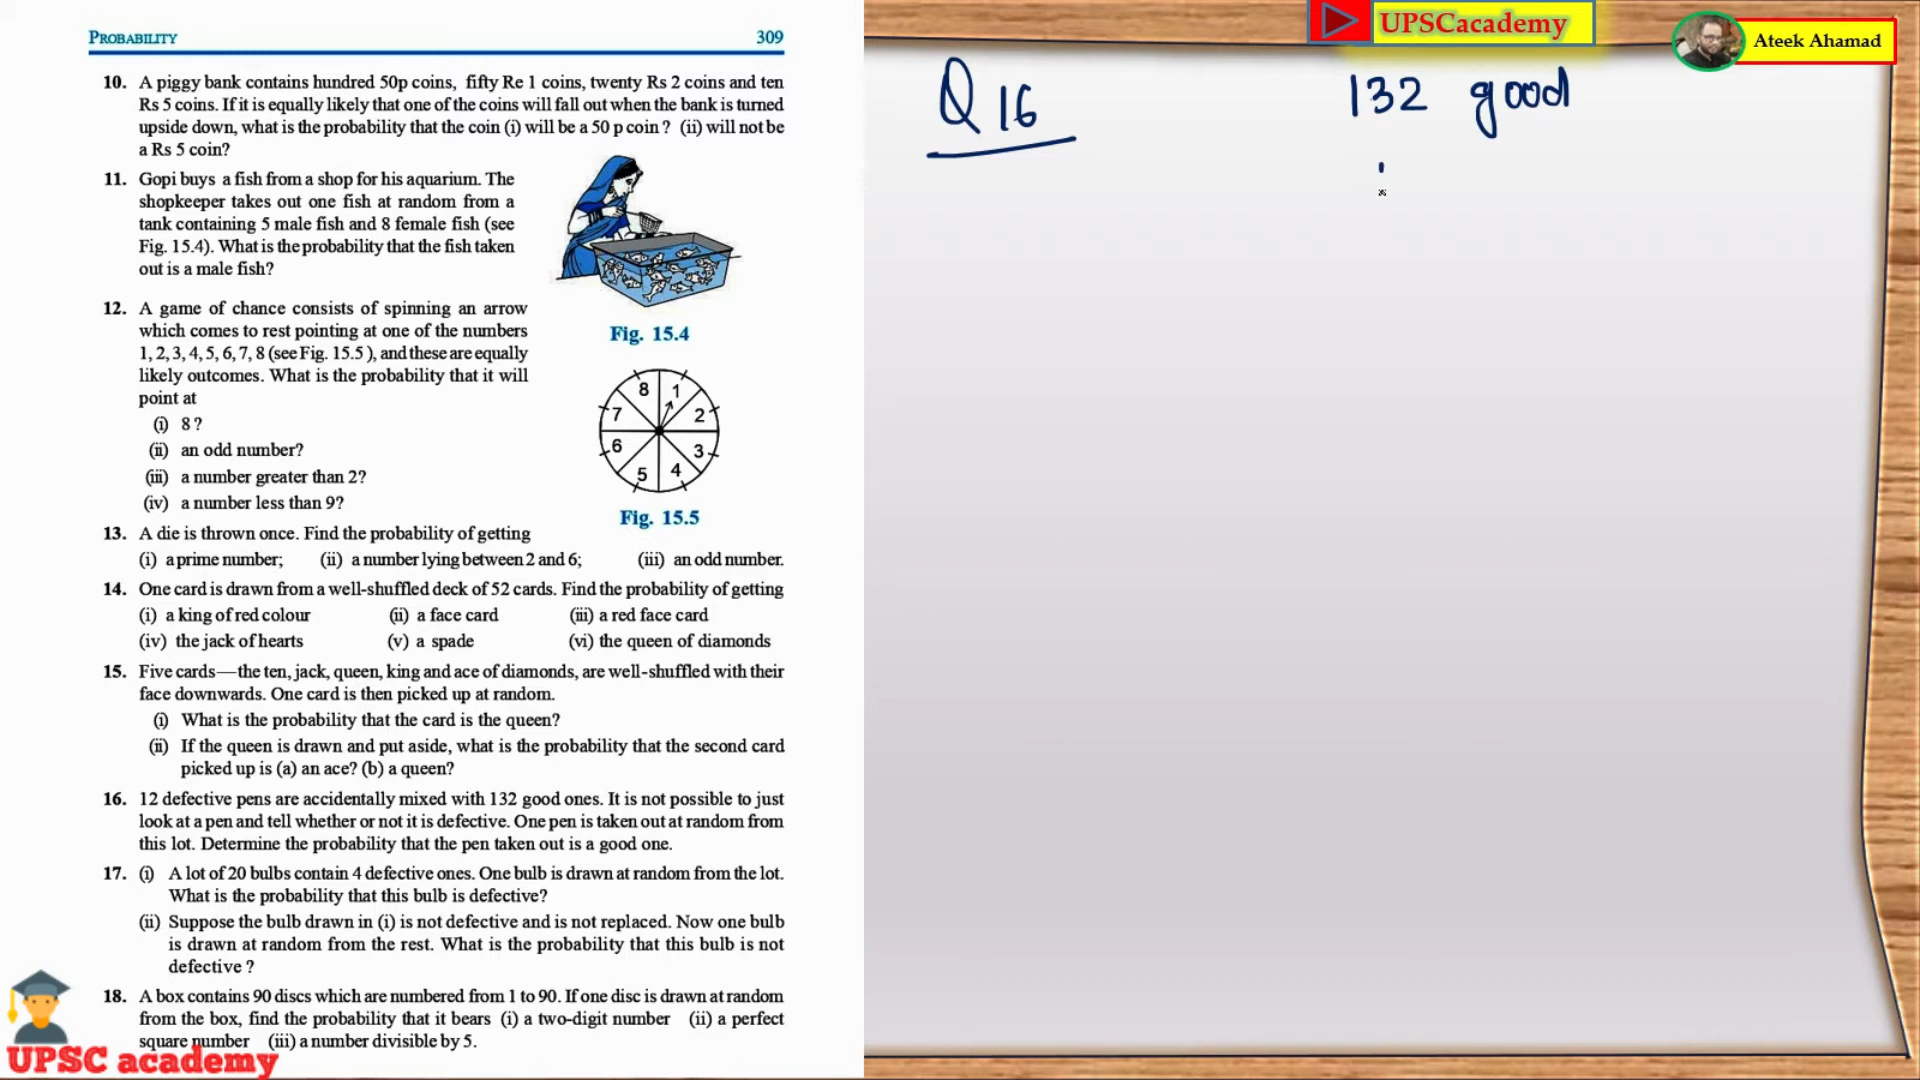 PROBABILITY 309
10. A piggy bank contains hundred 50p coins, fifty Re 1 coins, twenty Rs 2 coins and ten
Rs 5 coins. If it is equally likely that one of the coins will fall out when the bank is turned
upside down, what is the probability that the coin (i) will be a 50 p coin ? (ii) will not be
a Rs 5 coin?
11. Gopi buys a fish from a shop for his aquarium. The
shopkeeper takes out one fish at random from a
tank containing 5 male fish and 8 female fish (see
Fig. 15.4). What is the probability that the fish taken
out is a male fish?
Fig. 15.4
12. A game of chance consists of spinning an arrow
which comes to rest pointing at one of the numbers
1, 2, 3, 4, 5, 6, 7, 8 (see Fig. 15.5 ), and these are equally
likely outcomes. What is the probability that it will
point at
(i) 8 ?
(ii) an odd number?
(iii) a number greater than 2?
(iv) a number less than 9?
8 1
7 2
6 3
5 4
Fig. 15.5
13. A die is thrown once. Find the probability of getting
(i) a prime number; (ii) a number lying between 2 and 6; (iii) an odd number.
14. One card is drawn from a well-shuffled deck of 52 cards. Find the probability of getting
(i) a king of red colour (ii) a face card (iii) a red face card
(iv) the jack of hearts (v) a spade (vi) the queen of diamonds
15. Five cards—the ten, jack, queen, king and ace of diamonds, are well-shuffled with their
face downwards. One card is then picked up at random.
(i) What is the probability that the card is the queen?
(ii) If the queen is drawn and put aside, what is the probability that the second card
picked up is (a) an ace? (b) a queen?
16. 12 defective pens are accidentally mixed with 132 good ones. It is not possible to just
look at a pen and tell whether or not it is defective. One pen is taken out at random from
this lot. Determine the probability that the pen taken out is a good one.
17. (i) A lot of 20 bulbs contain 4 defective ones. One bulb is drawn at random from the lot.
What is the probability that this bulb is defective?
(ii) Suppose the bulb drawn in (i) is not defective and is not replaced. Now one bulb
is drawn at random from the rest. What is the probability that this bulb is not
defective ?
18. A box contains 90 discs which are numbered from 1 to 90. If one disc is drawn at random
from the box, find the probability that it bears (i) a two-digit number (ii) a perfect
square number (iii) a number divisible by 5.
UPSC academy
UPSCacademy
Ateek Ahamad
Q 16 132 good